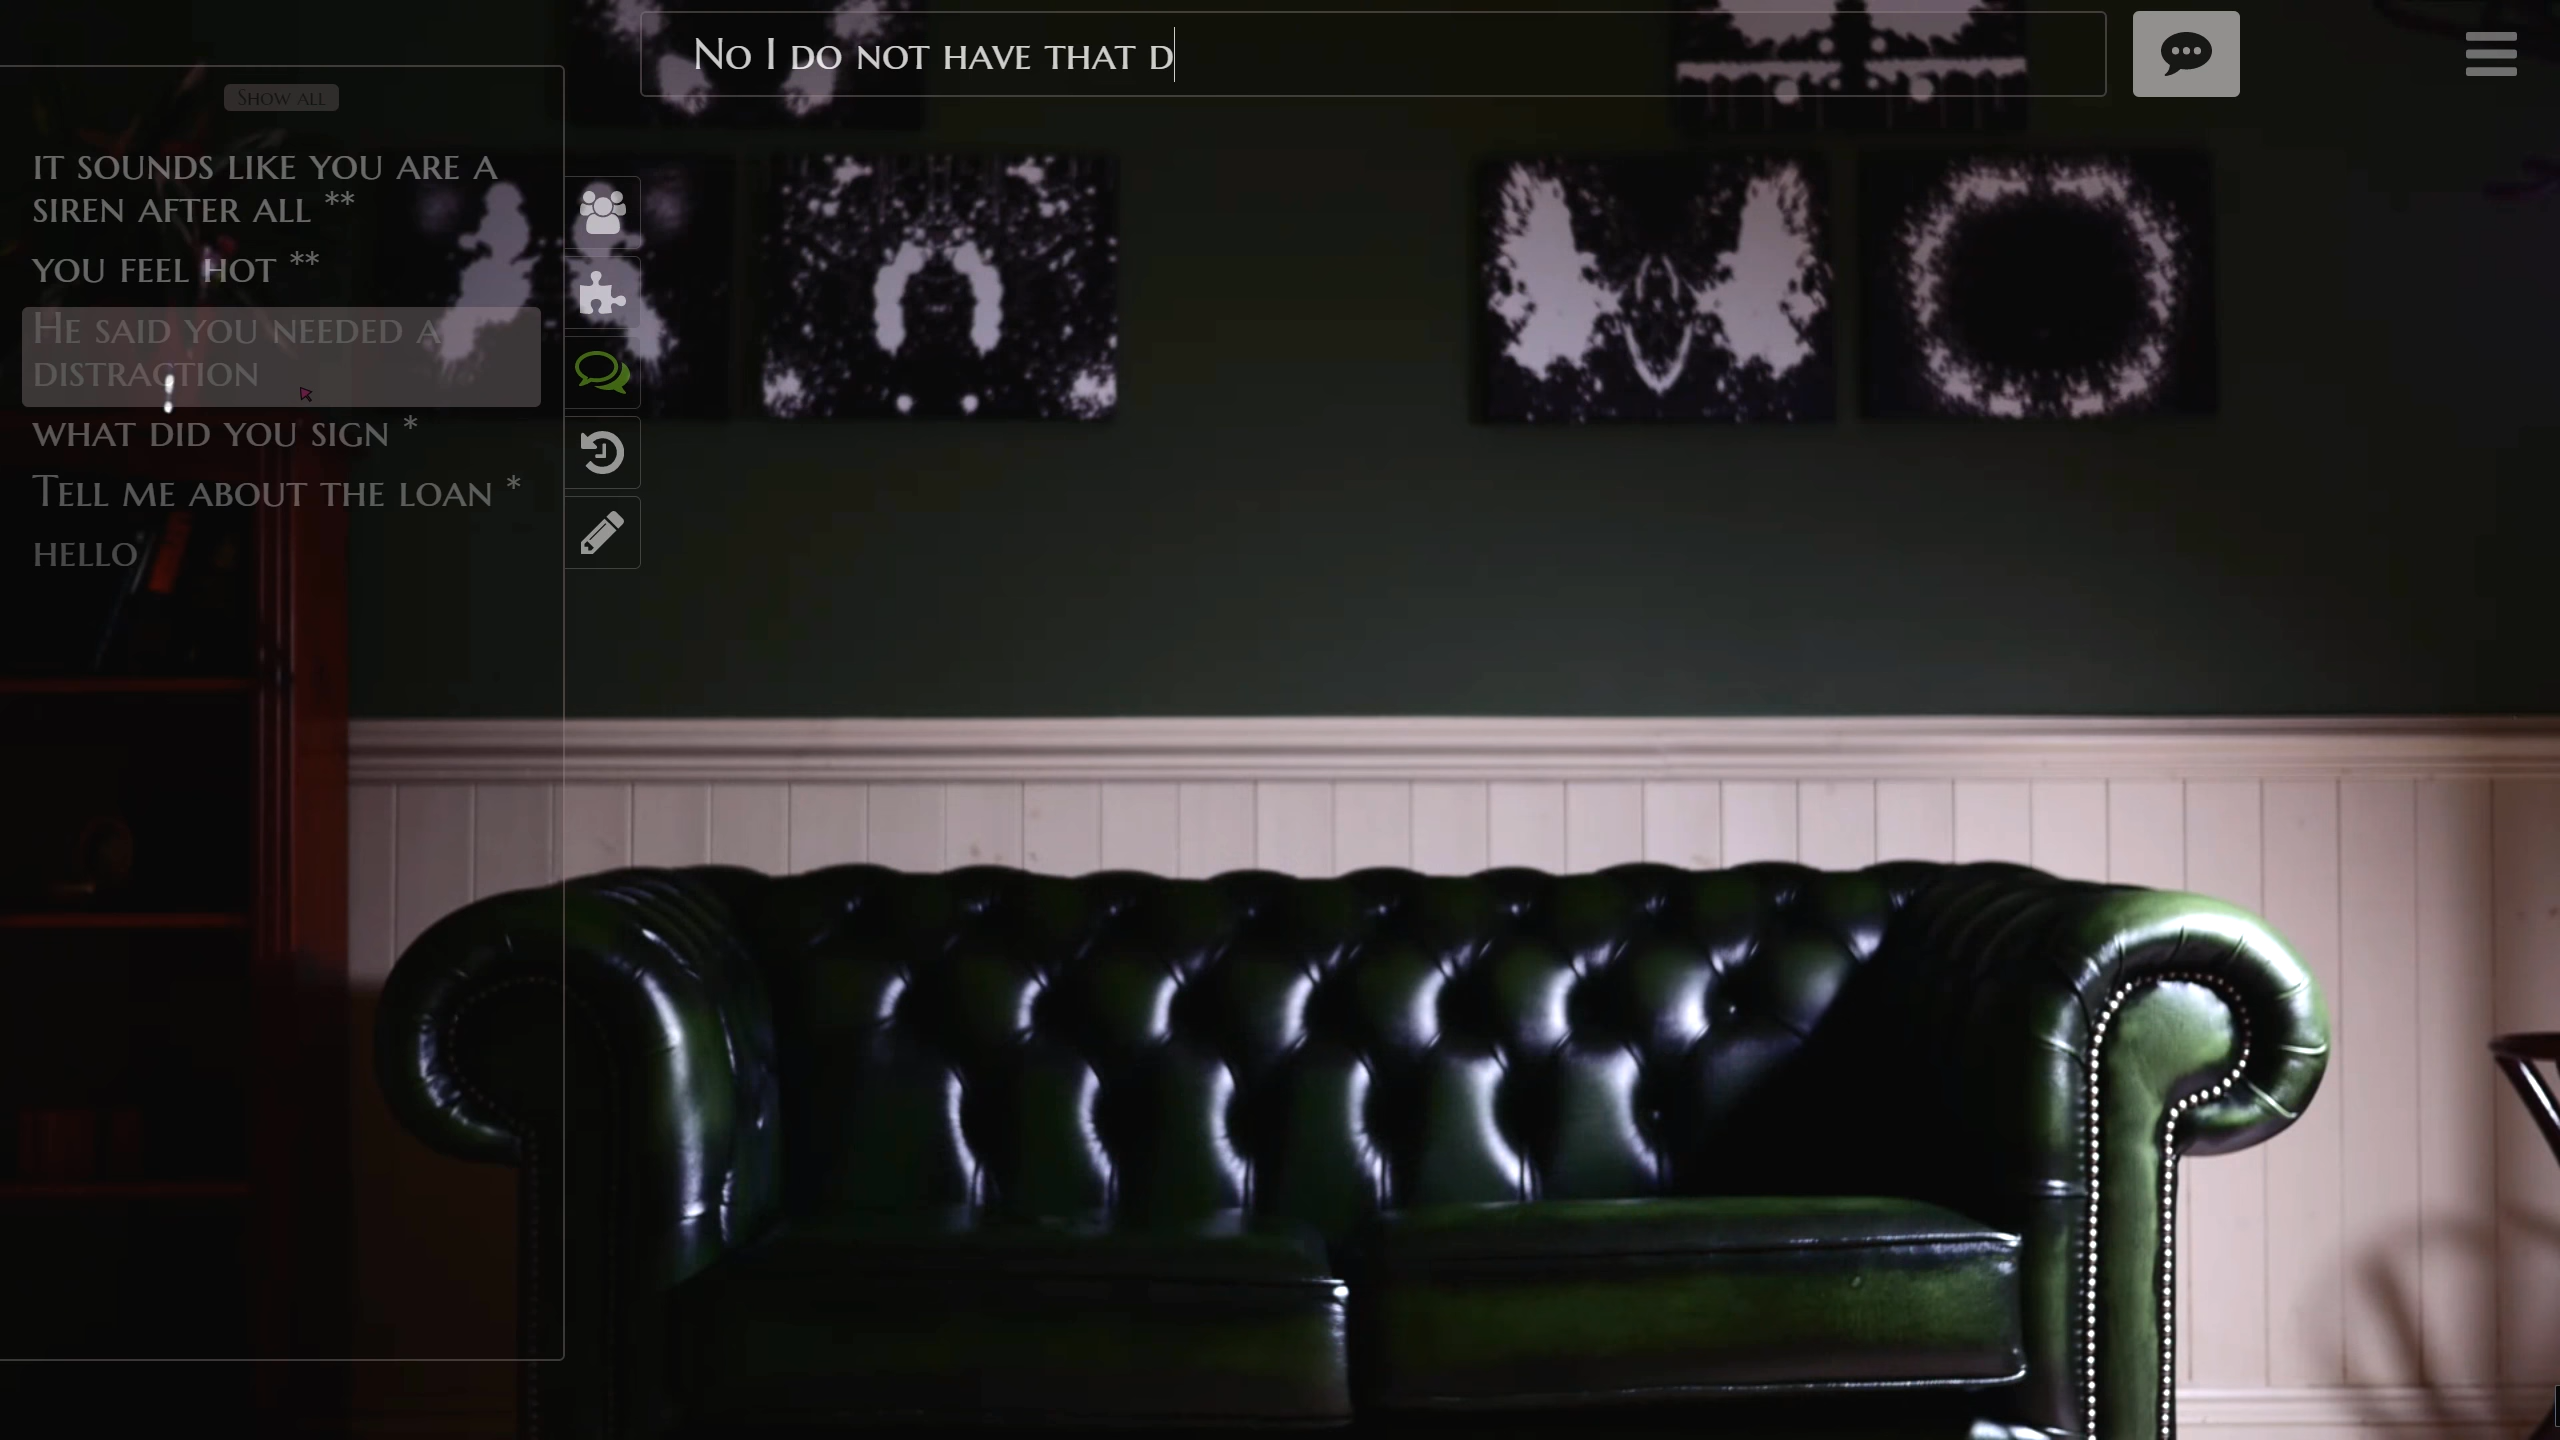 No I do not have that d
Show all
it sounds like you are a
siren after all **
you feel hot **
He said you needed a
distraction
what did you sign *
Tell me about the loan *
hello